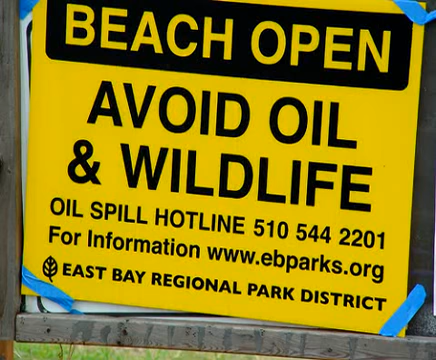 BEACH OPEN
AVOID OIL
& WILDLIFE
OIL SPILL HOTLINE 510 544 2201
For Information www.ebparks.org
EAST BAY REGIONAL PARK DISTRICT